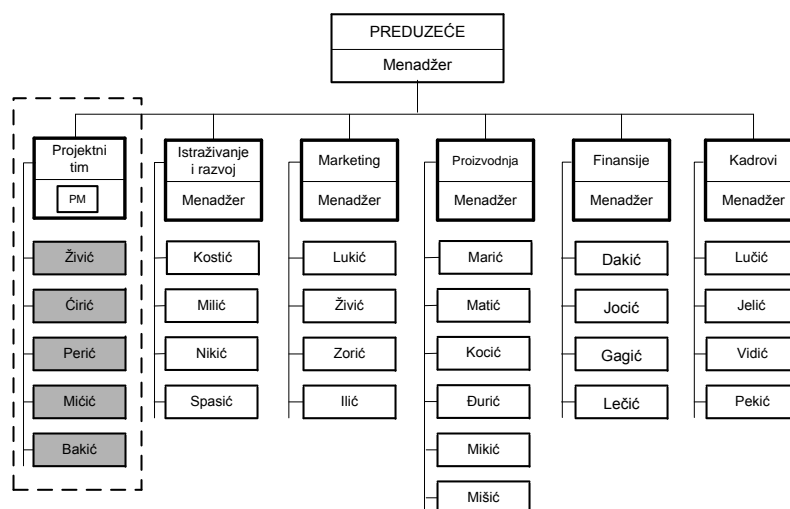 PREDUZEĆE
Menadžer
Projektni
tim
PM
Živić
Ćirić
Perić
Mićić
Bakić
Istraživanje
i razvoj
Menadžer
Kostić
Milić
Nikić
Spasić
Marketing
Menadžer
Lukić
Živić
Zorić
Ilić
Proizvodnja
Menadžer
Marić
Matić
Kocić
Đurić
Mikić
Mišić
Finansije
Menadžer
Dakić
Jocić
Gagić
Lečić
Kadrovi
Menadžer
Lučić
Jelić
Vidić
Pekić